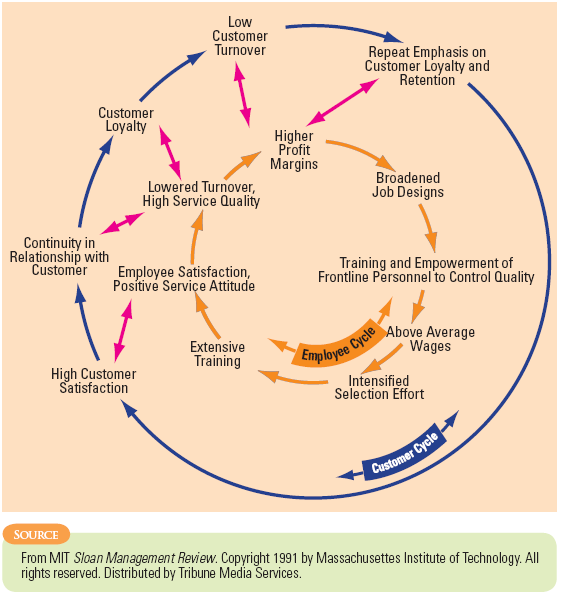 Low
Customer
Turnover
Repeat Emphasis on
Customer Loyalty and
Retention
Customer
Loyalty
Higher
Profit
Margins
Broadened
Job Designs
Lowered Turnover,
High Service Quality
Continuity in
Relationship with
Customer
Training and Empowerment of
Frontline Personnel to Control Quality
Employee Satisfaction,
Positive Service Attitude
Employee Cycle
Above Average
Wages
Extensive
Training
High Customer
Satisfaction
Intensified
Selection Effort
Customer Cycle
SOURCE
From MIT Sloan Management Review. Copyright 1991 by Massachusettes Institute of Technology. All
rights reserved. Distributed by Tribune Media Services.